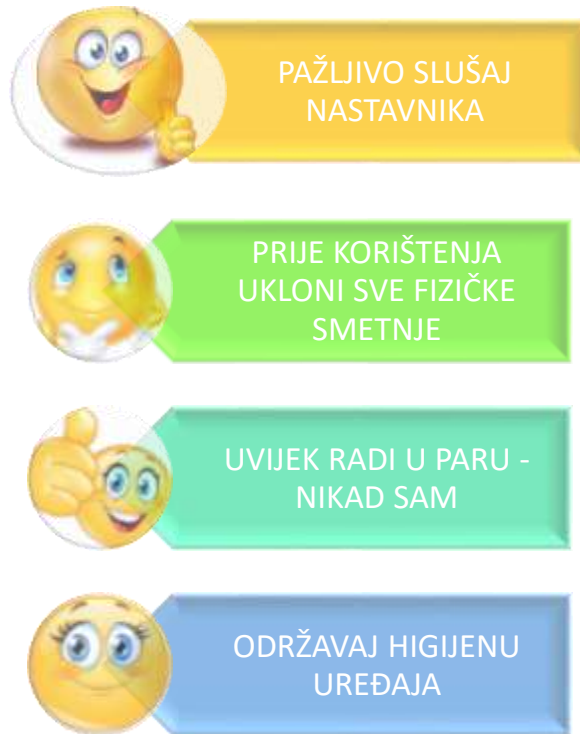 PAŽLJIVO SLUŠAJ
NASTAVNIKA
PRIJE KORIŠTENJA
UKLONI SVE FIZIČKE
SMETNJE
UVIJEK RADI U PARU -
NIKAD SAM
ODRŽAVAJ HIGIJENU
UREĐAJA